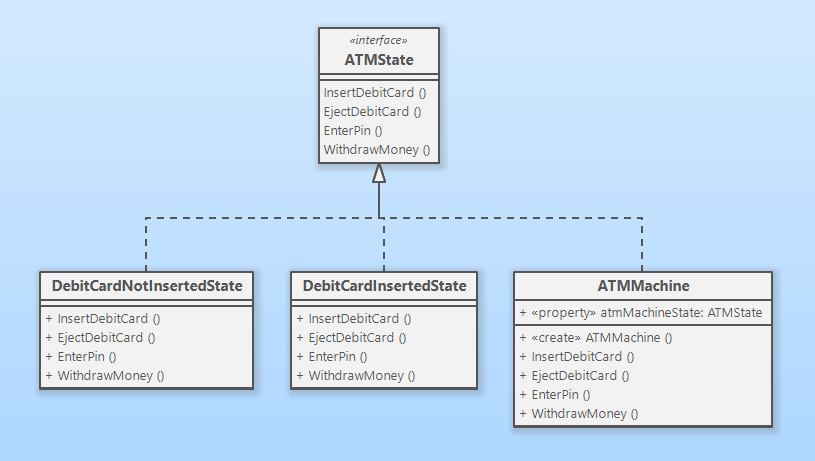 «interface»
ATMState
InsertDebitCard ()
EjectDebitCard ()
EnterPin ()
WithdrawMoney ()
DebitCardNotInsertedState
+ InsertDebitCard ()
+ EjectDebitCard ()
+ EnterPin ()
+ WithdrawMoney ()
DebitCardInsertedState
+ InsertDebitCard ()
+ EjectDebitCard ()
+ EnterPin ()
+ WithdrawMoney ()
ATMMachine
+ «property» atmMachineState: ATMState
+ «create» ATMMachine ()
+ InsertDebitCard ()
+ EjectDebitCard ()
+ EnterPin ()
+ WithdrawMoney ()